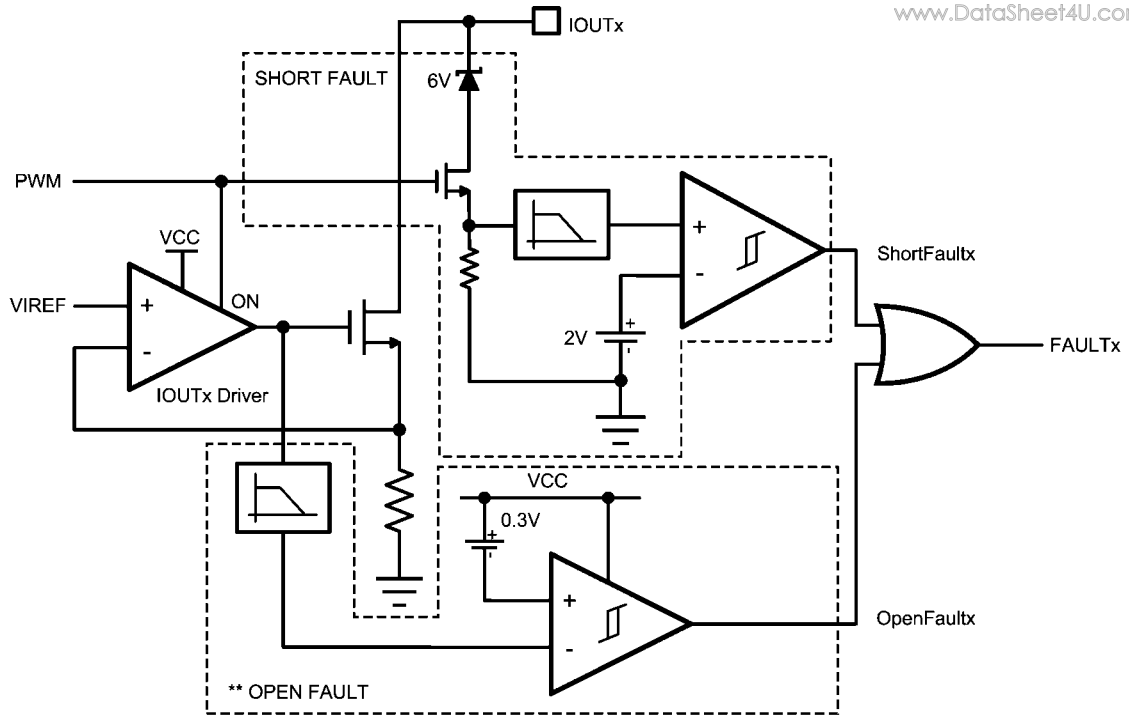 www.DataSheet4U.co
IOUTx
SHORT FAULT
6V
PWM
VCC
+
-
ShortFaultx
VIREF
+
ON
-
IOUTx Driver
2V
+
-
FAULTx
VCC
0.3V
+
-
+
-
OpenFaultx
** OPEN FAULT